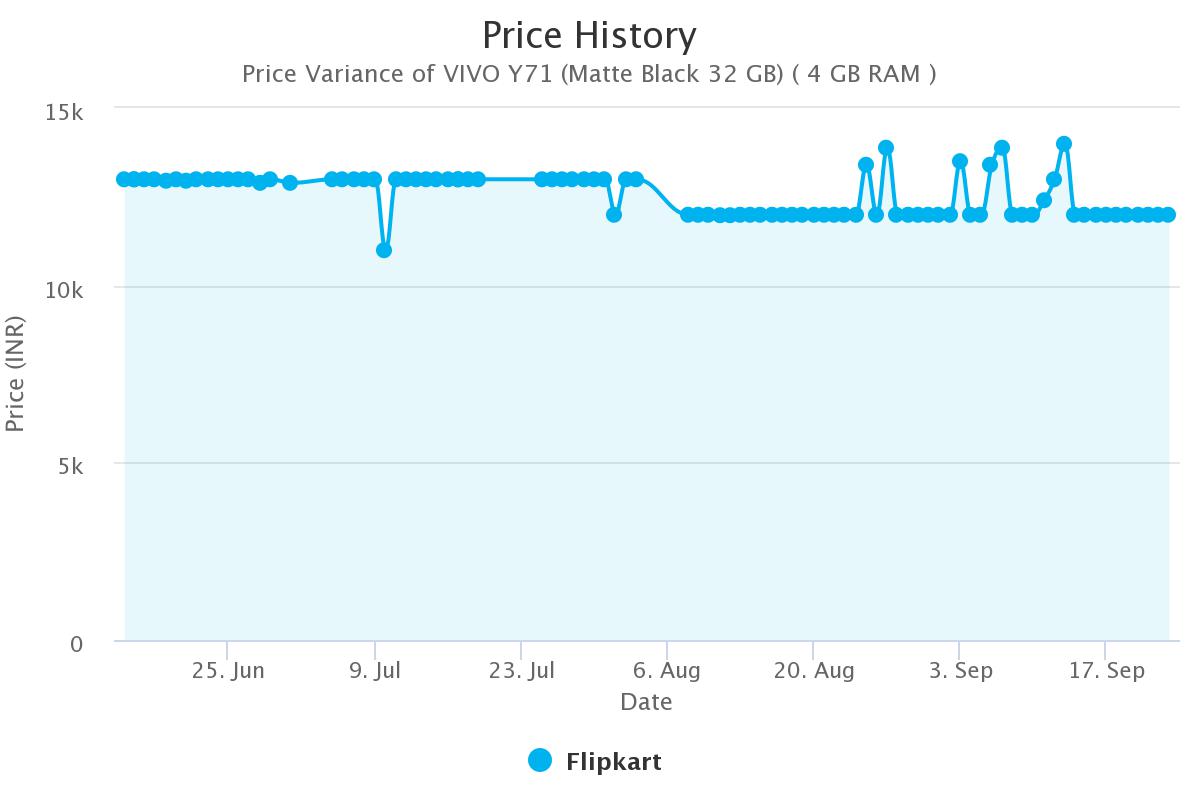 Price History
Price Variance of VIVO Y71 (Matte Black 32 GB) ( 4 GB RAM )
15k
10k
5k
0
Price (INR)
25. Jun
9. Jul
23. Jul
6. Aug
20. Aug
3. Sep
17. Sep
Date
Flipkart